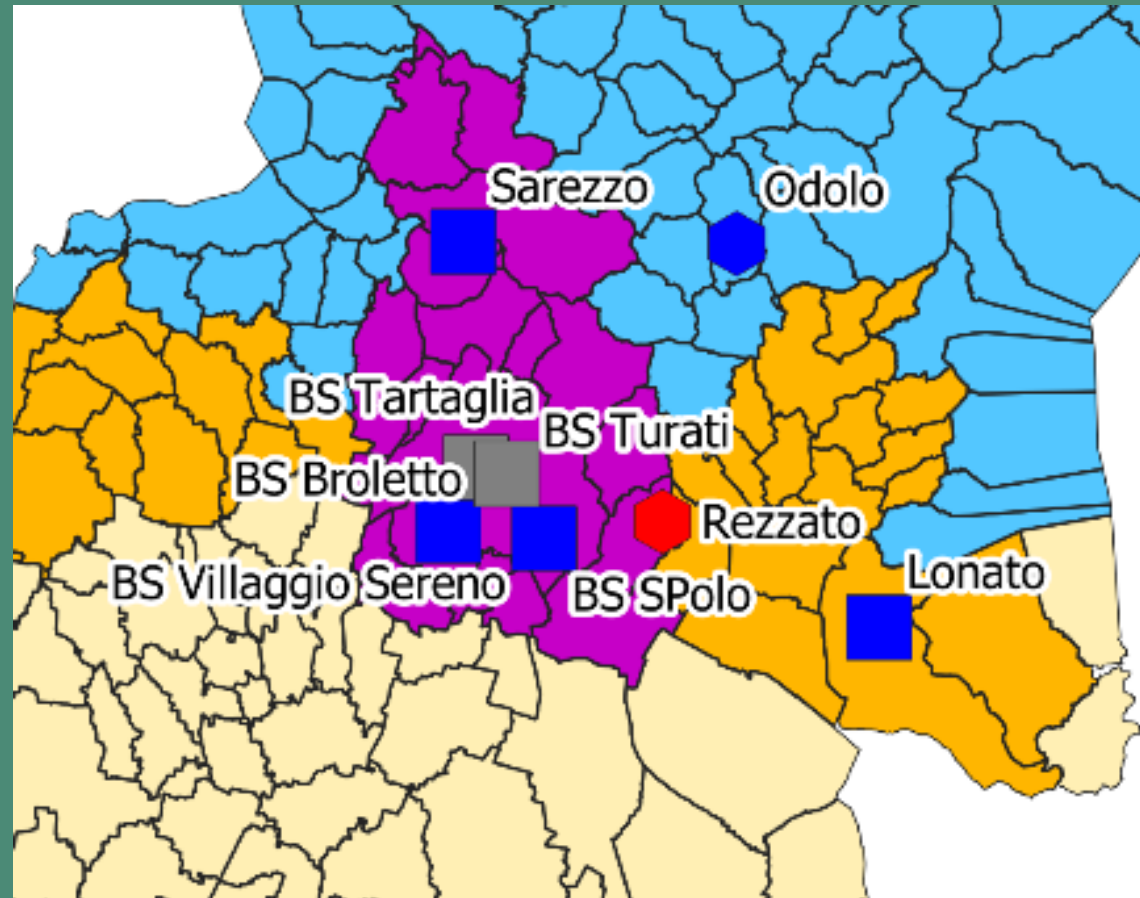 Sarezzo
Odolo
BS Tartaglia
BS Turati
BS Broletto
Rezzato
BS Villaggio Sereno
BS SPolo
Lonato